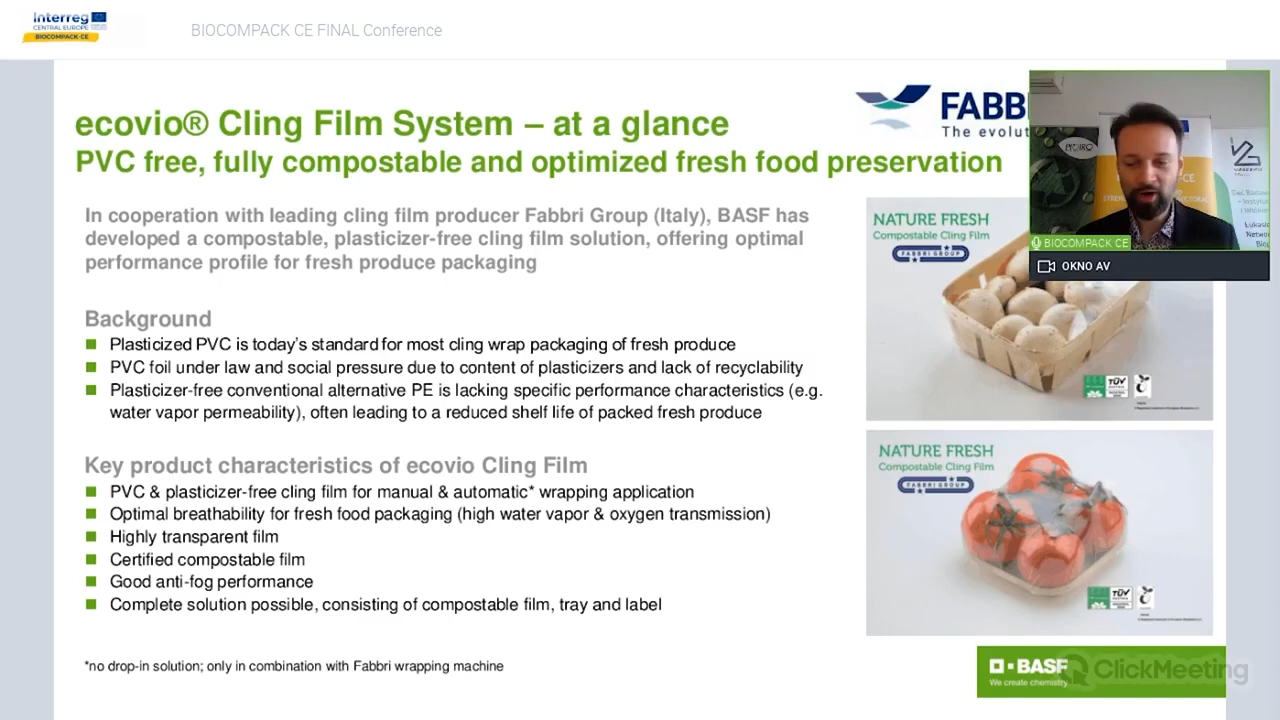 Interreg
CENTRAL EUROPE
BIOCOMPACK-CE
BIOCOMPACK CE FINAL Conference
ecovio® Cling Film System – at a glance
PVC free, fully compostable and optimized fresh food preservation
FABB
The evolut
In cooperation with leading cling film producer Fabbri Group (Italy), BASF has
developed a compostable, plasticizer-free cling film solution, offering optimal
performance profile for fresh produce packaging
Background
Plasticized PVC is today's standard for most cling wrap packaging of fresh produce
PVC foil under law and social pressure due to content of plasticizers and lack of recyclability
Plasticizer-free conventional alternative PE is lacking specific performance characteristics (e.g.
water vapor permeability), often leading to a reduced shelf life of packed fresh produce
Key product characteristics of ecovio Cling Film
PVC & plasticizer-free cling film for manual & automatic* wrapping application
Optimal breathability for fresh food packaging (high water vapor & oxygen transmission)
Highly transparent film
Certified compostable film
Good anti-fog performance
Complete solution possible, consisting of compostable film, tray and label
*no drop-in solution; only in combination with Fabbri wrapping machine
BIOCOMPACK CE
OKNO AV
NATURE FRESH
Compostable Cling Film
FABBRI GROUP
TÜV
NATURE FRESH
Compostable Cling Film
FABBRI GROUP
TÜV
BASF
We create chemistry
ClickMeeting